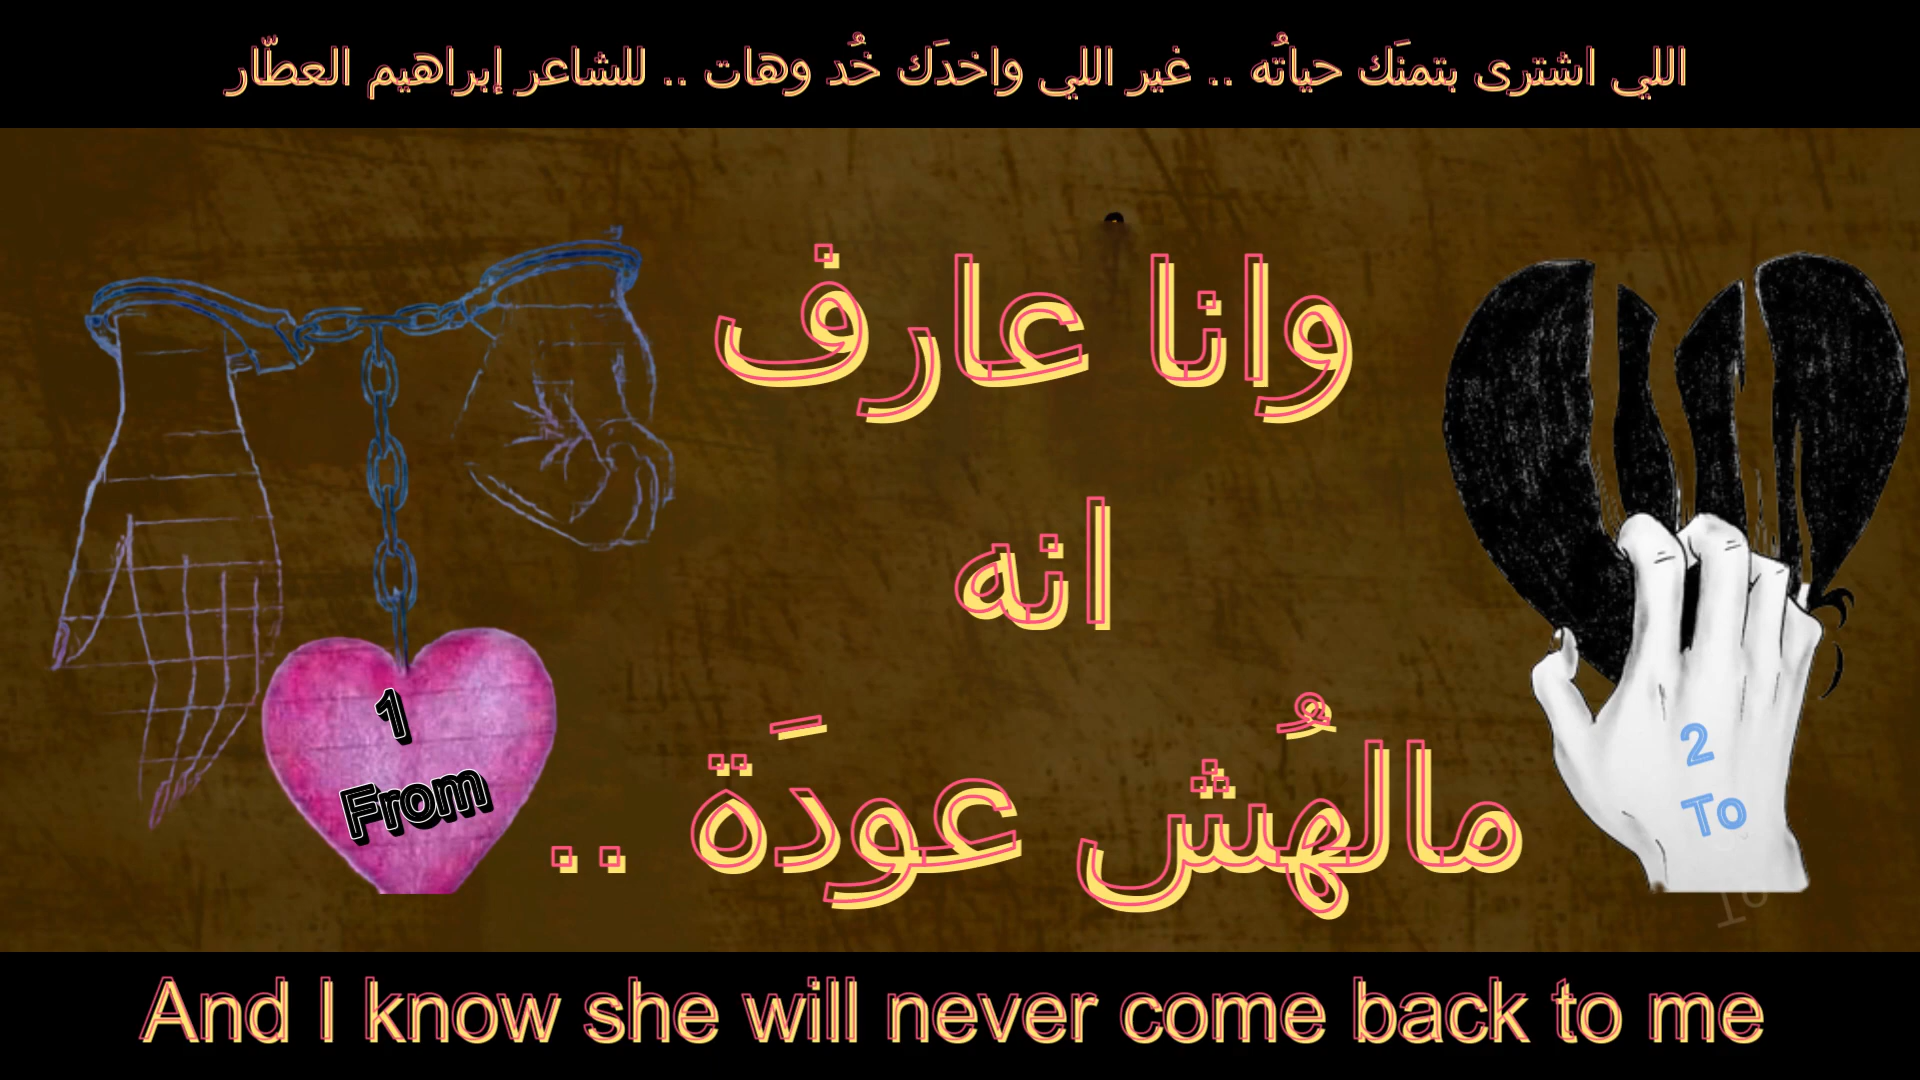 اللي اشترى بتمنَك حياتُه .. غير اللي واخدَك خُد وهات .. للشاعر إبراهيم العطّار
وانا عارف
انه
مالهُش عودَة ..
1
From
2
To
To
And I know she will never come back to me